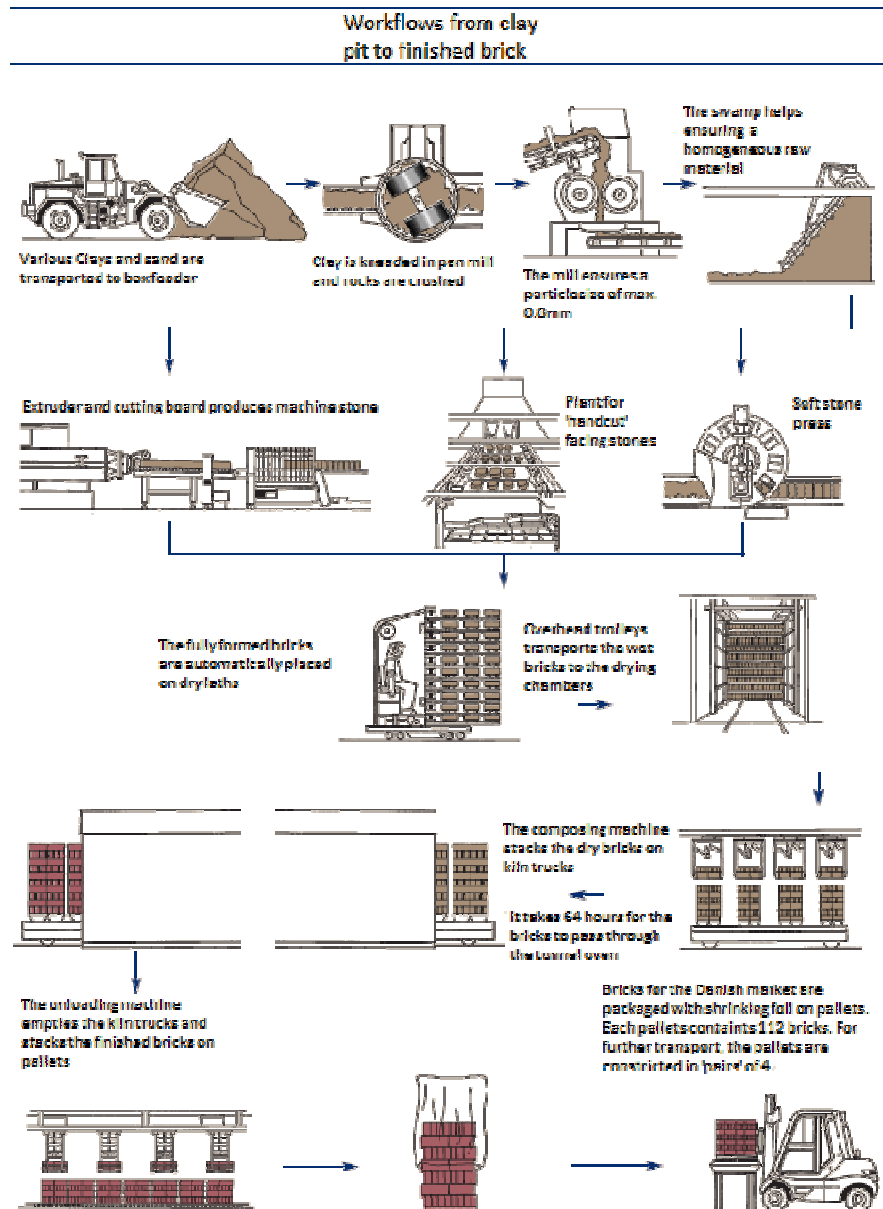 Workflows from clay
pit to finished brick
The swamp helps
ensuring a
homogeneous raw
material
Various Clays and sand are
transported to boxfeeder
Clay is kneaded in pan mill
and rocks are crushed
The mill ensures a
particlesize of max.
Extruder and cutting board produces machine stone
Plant for
'handcut'
facing stones
Soft stone
press
The fully formed bricks
are automatically placed
on dry laths
Overhead trolleys
transports the wet
bricks to the drying
chambers
The composing machine
stacks the dry bricks on
kiln trucks
It takes 64 hours for the
bricks to pass through
the tunnel oven
The unloading machine
empties the kiln trucks and
stacks the finished bricks on
pallets
Bricks for the Danish market are
packaged with shrinking foil on pallets.
Each pallets containts 112 bricks. For
further transport, the pallets are
constricted in 'pairs' of 4